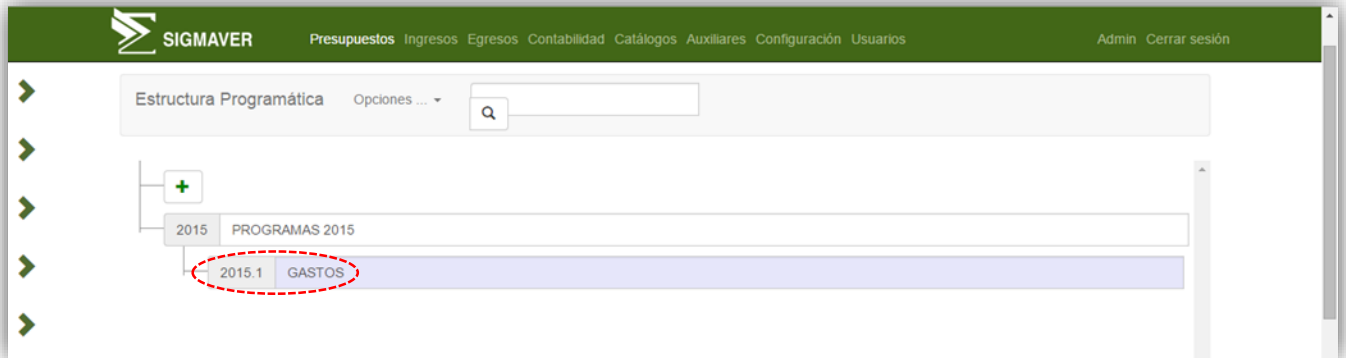 SIGMAVER Presupuestos Ingresos Egresos Contabilidad Catálogos Auxiliares Configuración Usuarios Admin Cerrar sesión
Estructura Programática Opciones ...
2015 PROGRAMAS 2015
2015.1 GASTOS